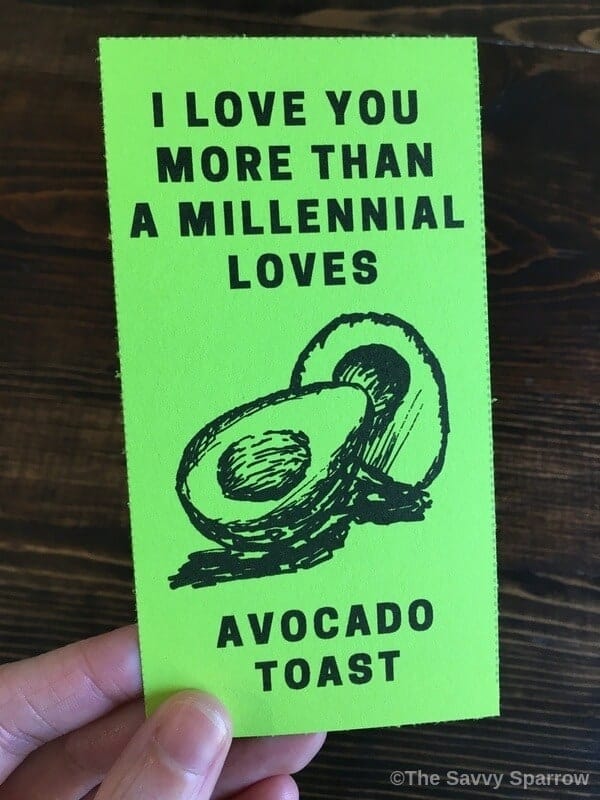 I LOVE YOU
MORE THAN
A MILLENNIAL
LOVES
AVOCADO
TOAST
©The Savvy Sparrow